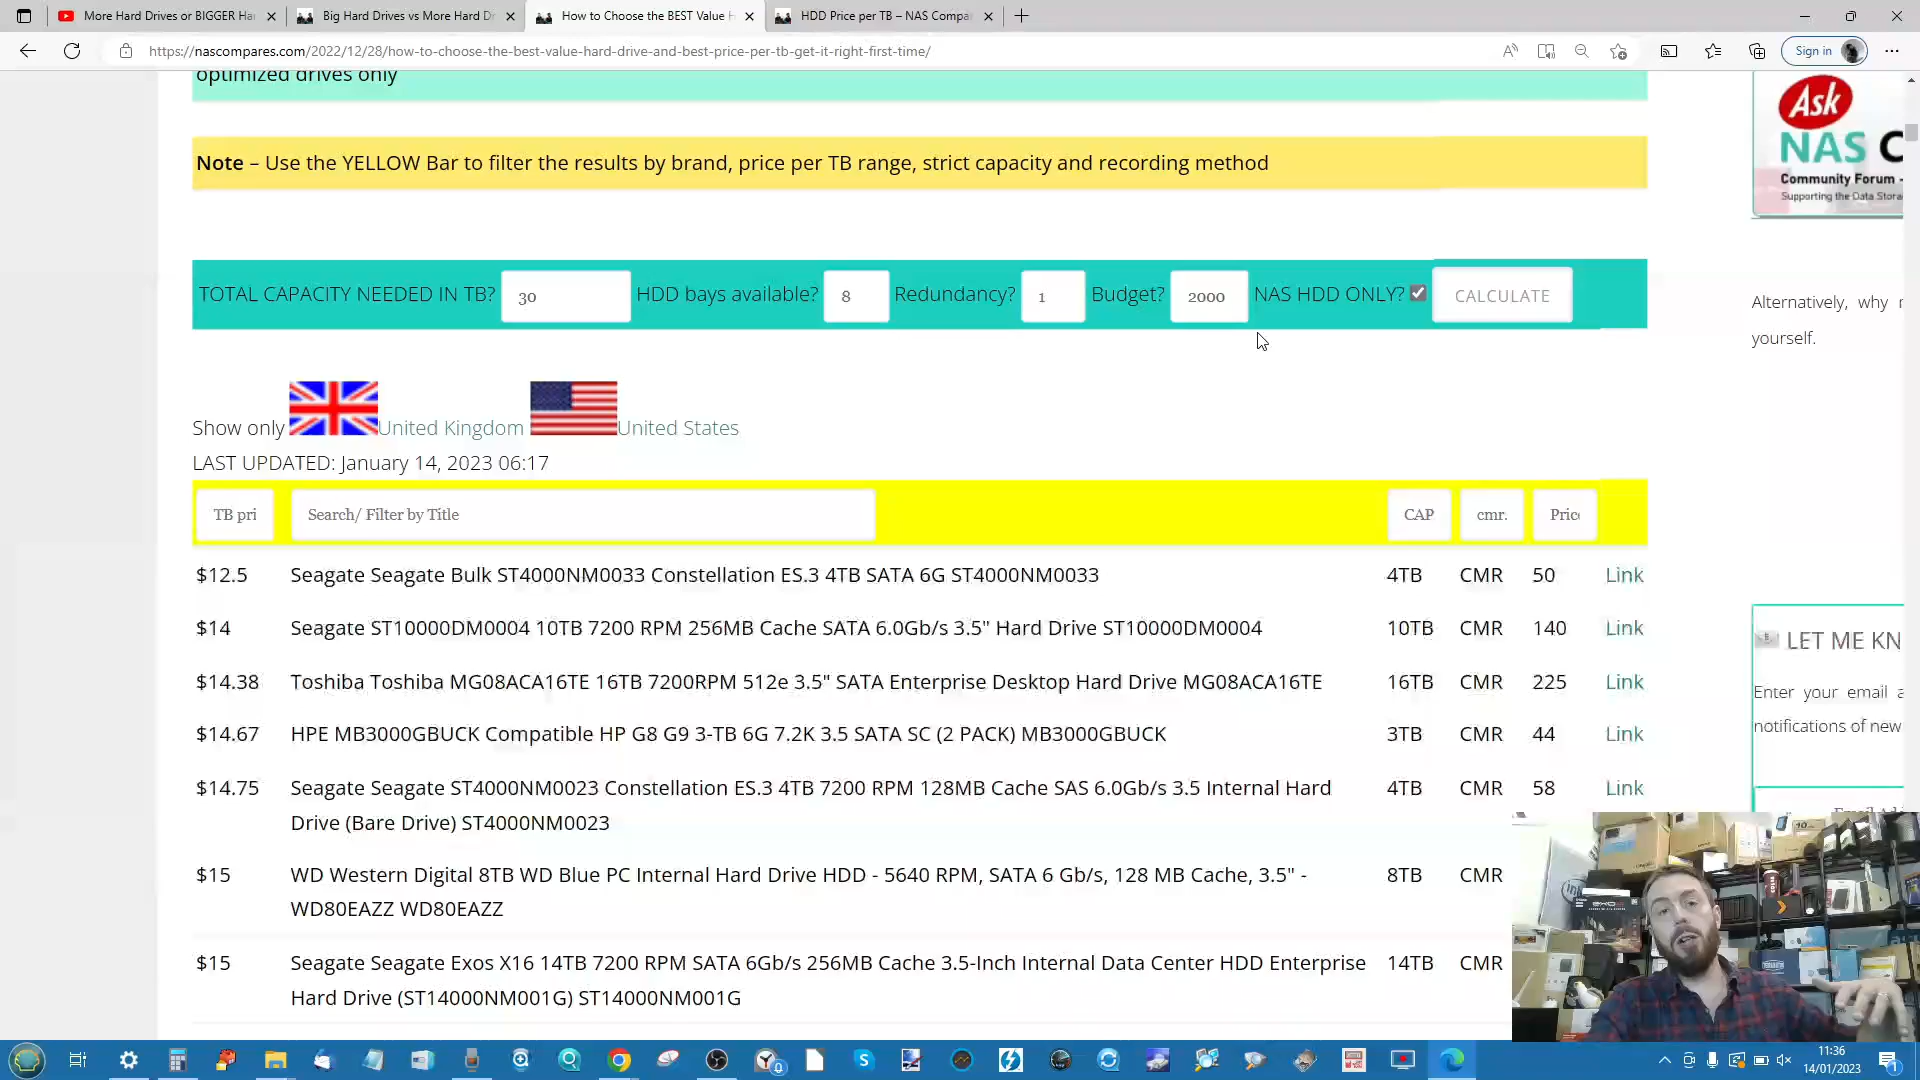 More Hard Drives or BIGGER Ha
Big Hard Drives vs More Hard D
How to Choose the BEST Value H
HDD Price per TB – NAS Compa
https://nascompares.com/2022/12/28/how-to-choose-the-best-value-hard-drive-and-best-price-per-tb-get-it-right-first-time/
Sign in
optimized drives only
Note – Use the YELLOW Bar to filter the results by brand, price per TB range, strict capacity and recording method
TOTAL CAPACITY NEEDED IN TB? 30 HDD bays available? 8 Redundancy? 1 Budget? 2000 NAS HDD ONLY? CALCULATE
Show only United Kingdom United States
LAST UPDATED: January 14, 2023 06:17
TB pri Search/ Filter by Title CAP cmr. Pric
$12.5 Seagate Seagate Bulk ST4000NM0033 Constellation ES.3 4TB SATA 6G ST4000NM0033 4TB CMR 50 Link
$14 Seagate ST10000DM0004 10TB 7200 RPM 256MB Cache SATA 6.0Gb/s 3.5" Hard Drive ST10000DM0004 10TB CMR 140 Link
$14.38 Toshiba Toshiba MG08ACA16TE 16TB 7200RPM 512e 3.5" SATA Enterprise Desktop Hard Drive MG08ACA16TE 16TB CMR 225 Link
$14.67 HPE MB3000GBUCK Compatible HP G8 G9 3-TB 6G 7.2K 3.5 SATA SC (2 PACK) MB3000GBUCK 3TB CMR 44 Link
$14.75 Seagate Seagate ST4000NM0023 Constellation ES.3 4TB 7200 RPM 128MB Cache SAS 6.0Gb/s 3.5 Internal Hard 4TB CMR 58 Link
Drive (Bare Drive) ST4000NM0023
$15 WD Western Digital 8TB WD Blue PC Internal Hard Drive HDD - 5640 RPM, SATA 6 Gb/s, 128 MB Cache, 3.5" - 8TB CMR
WD80EAZZ WD80EAZZ
$15 Seagate Seagate Exos X16 14TB 7200 RPM SATA 6Gb/s 256MB Cache 3.5-Inch Internal Data Center HDD Enterprise 14TB CMR
Hard Drive (ST14000NM001G) ST14000NM001G
Ask
NAS C
Community Forum -
Supporting the Data Stora
Alternatively, why
yourself.
LET ME KN
Enter your email a
notifications of new
11:36
14/01/2023